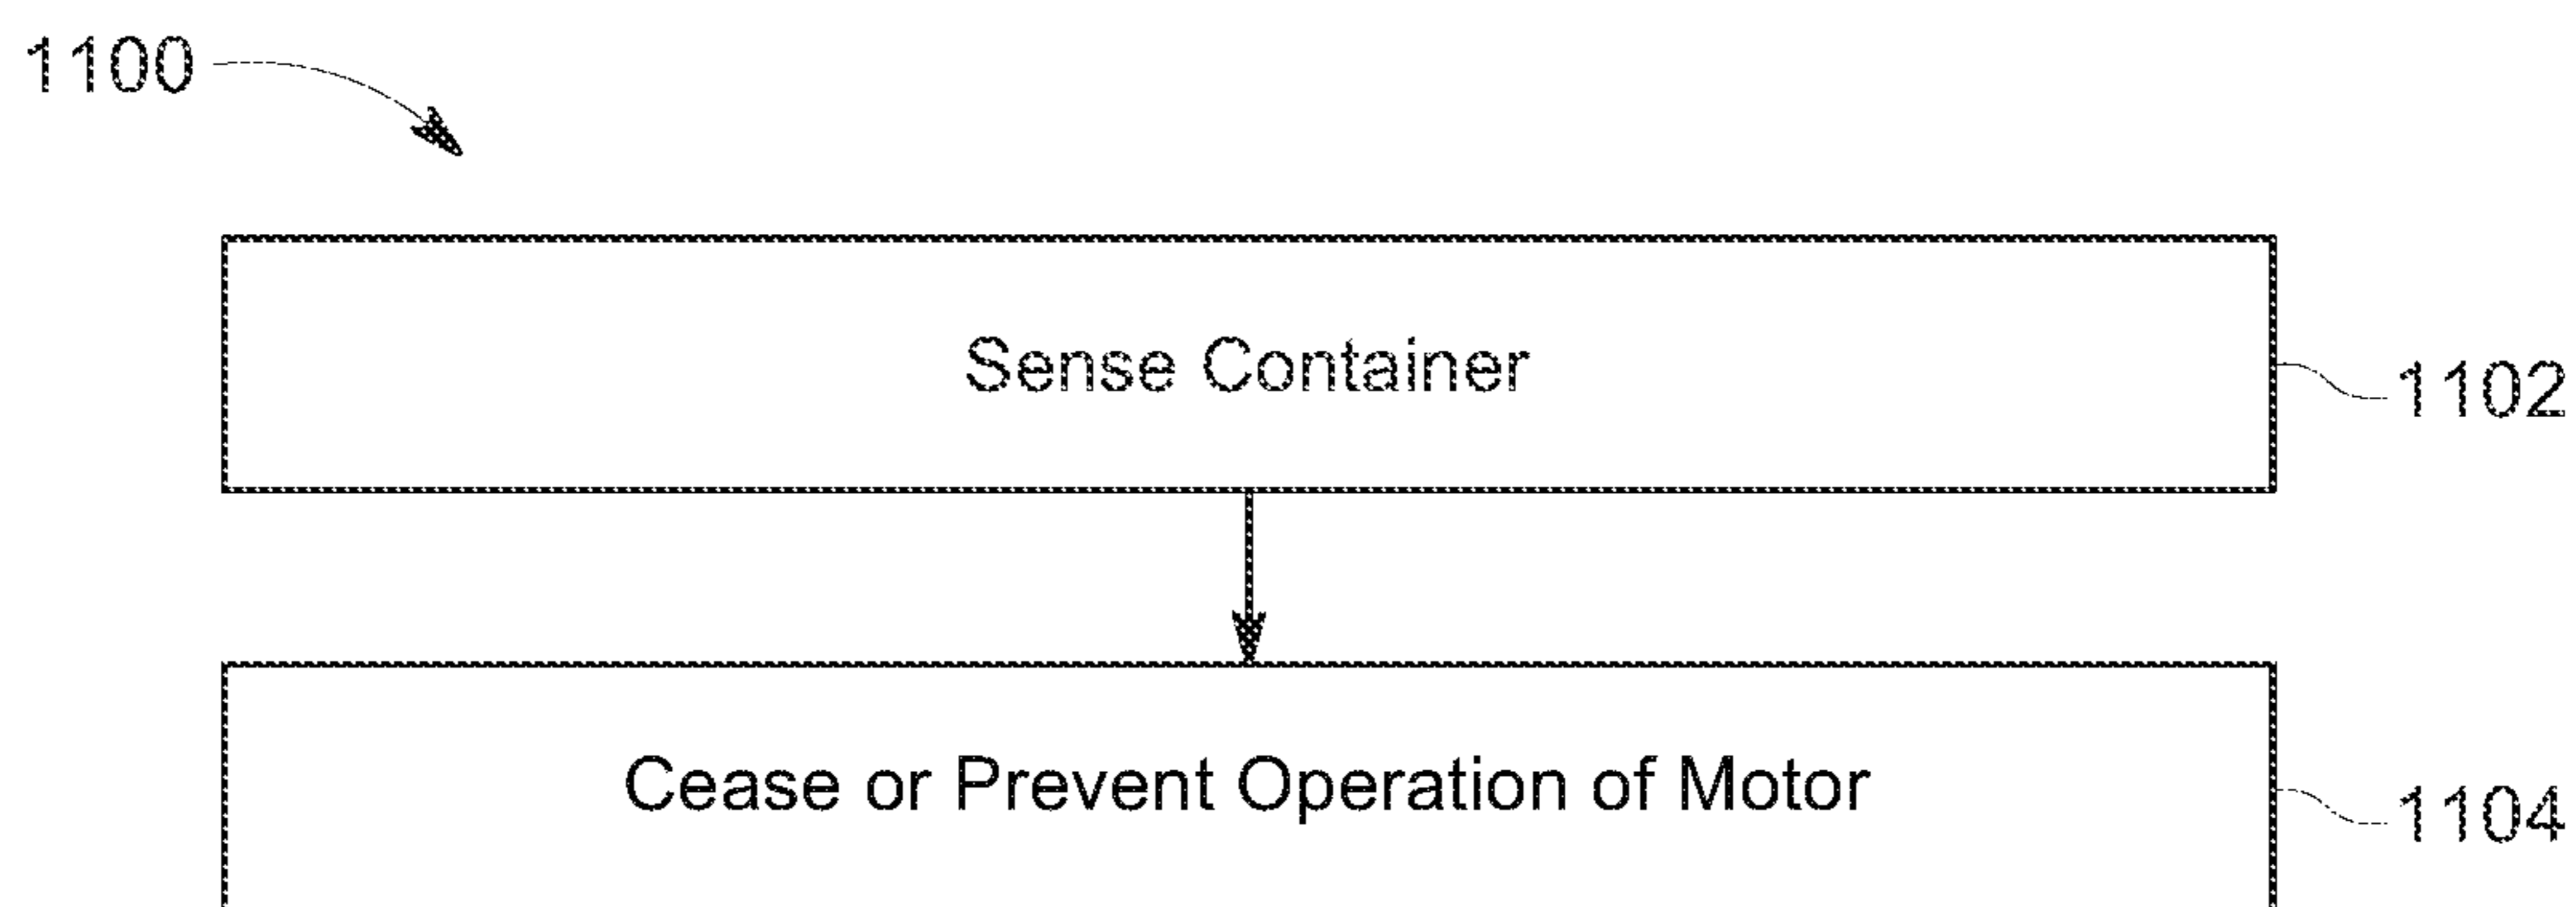 1100
Sense Container
1102
Cease or Prevent Operation of Motor
1104